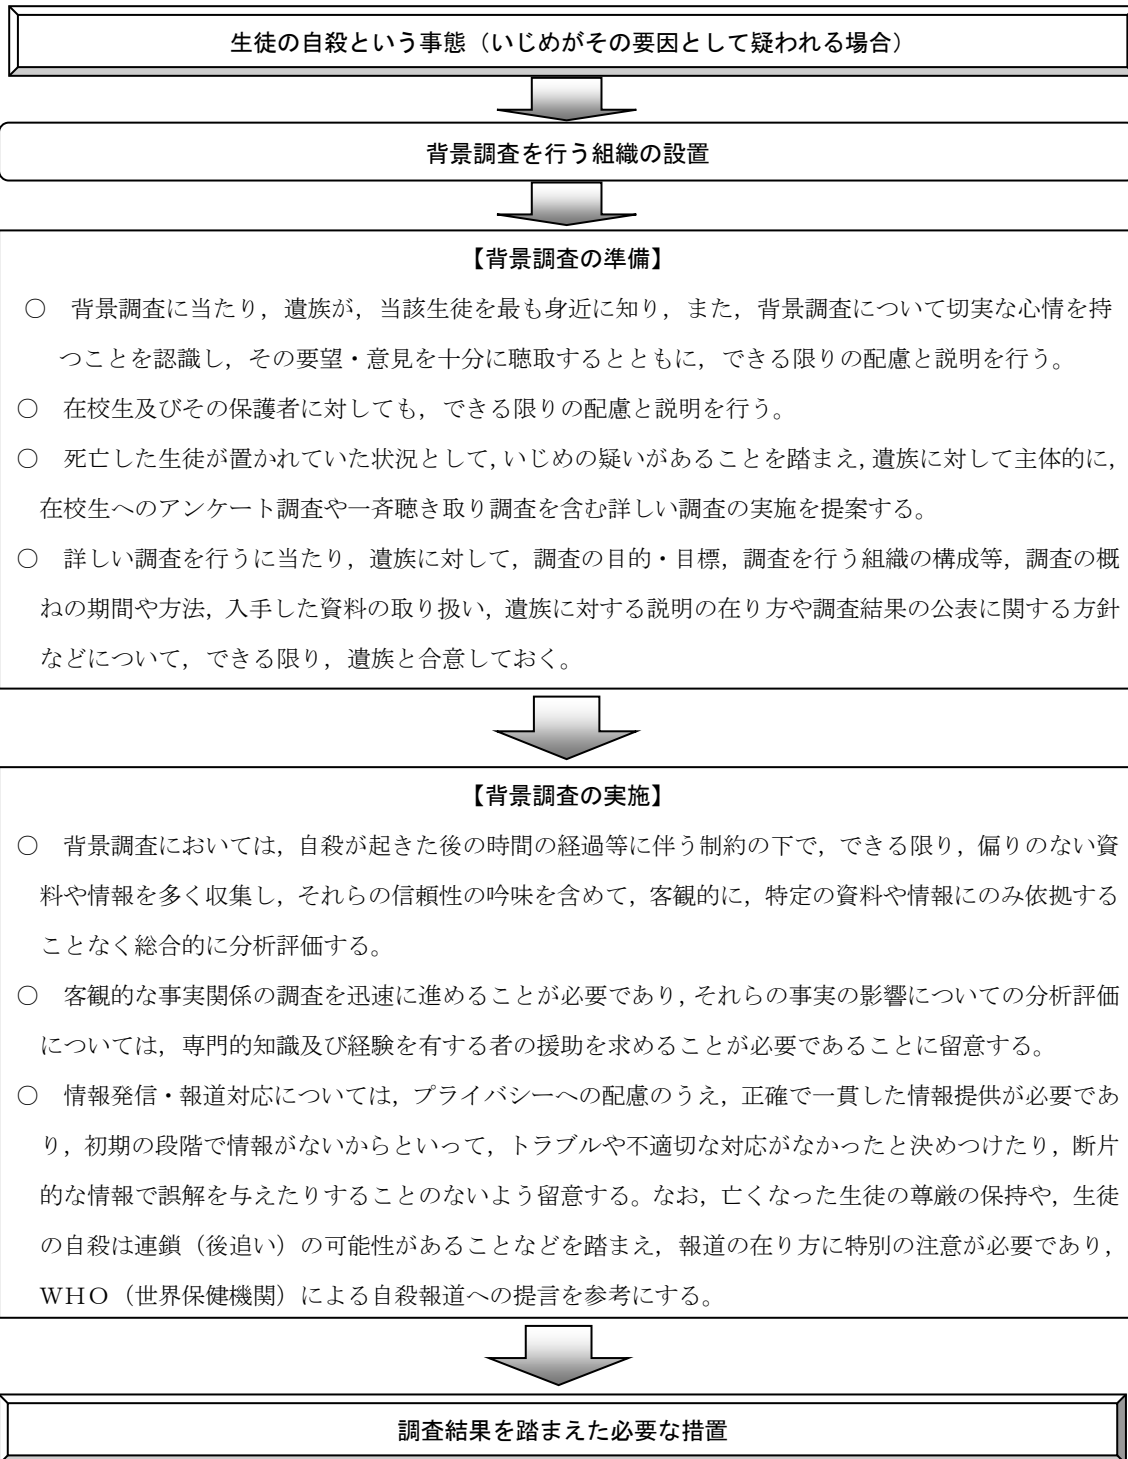 生徒の自殺という事態（いじめがその要因として疑われる場合）
背景調査を行う組織の設置
【背景調査の準備】
○　背景調査に当たり，遺族が，当該生徒を最も身近に知り，また，背景調査について切実な心情を持
つことを認識し，その要望・意見を十分に聴取するとともに，できる限りの配慮と説明を行う。
○　在校生及びその保護者に対しても，できる限りの配慮と説明を行う。
○　死亡した生徒が置かれていた状況として，いじめの疑いがあることを踏まえ，遺族に対して主体的に，
在校生へのアンケート調査や一斉聴き取り調査を含む詳しい調査の実施を提案する。
○　詳しい調査を行うに当たり，遺族に対して，調査の目的・目標，調査を行う組織の構成等，調査の概
ねの期間や方法，入手した資料の取り扱い，遺族に対する説明の在り方や調査結果の公表に関する方針
などについて，できる限り，遺族と合意しておく。
【背景調査の実施】
○　背景調査においては，自殺が起きた後の時間の経過等に伴う制約の下で，できる限り，偏りのない資
料や情報を多く収集し，それらの信頼性の吟味を含めて，客観的に，特定の資料や情報にのみ依拠する
ことなく総合的に分析評価する。
○　客観的な事実関係の調査を迅速に進めることが必要であり，それらの事実の影響についての分析評価
については，専門的知識及び経験を有する者の援助を求めることが必要であることに留意する。
○　情報発信・報道対応については，プライバシーへの配慮のうえ，正確で一貫した情報提供が必要であ
り，初期の段階で情報がないからといって，トラブルや不適切な対応がなかったと決めつけたり，断片
的な情報で誤解を与えたりすることのないよう留意する。なお，亡くなった生徒の尊厳の保持や，生徒
の自殺は連鎖（後追い）の可能性があることなどを踏まえ，報道の在り方に特別の注意が必要であり，
ＷＨＯ（世界保健機関）による自殺報道への提言を参考にする。
調査結果を踏まえた必要な措置